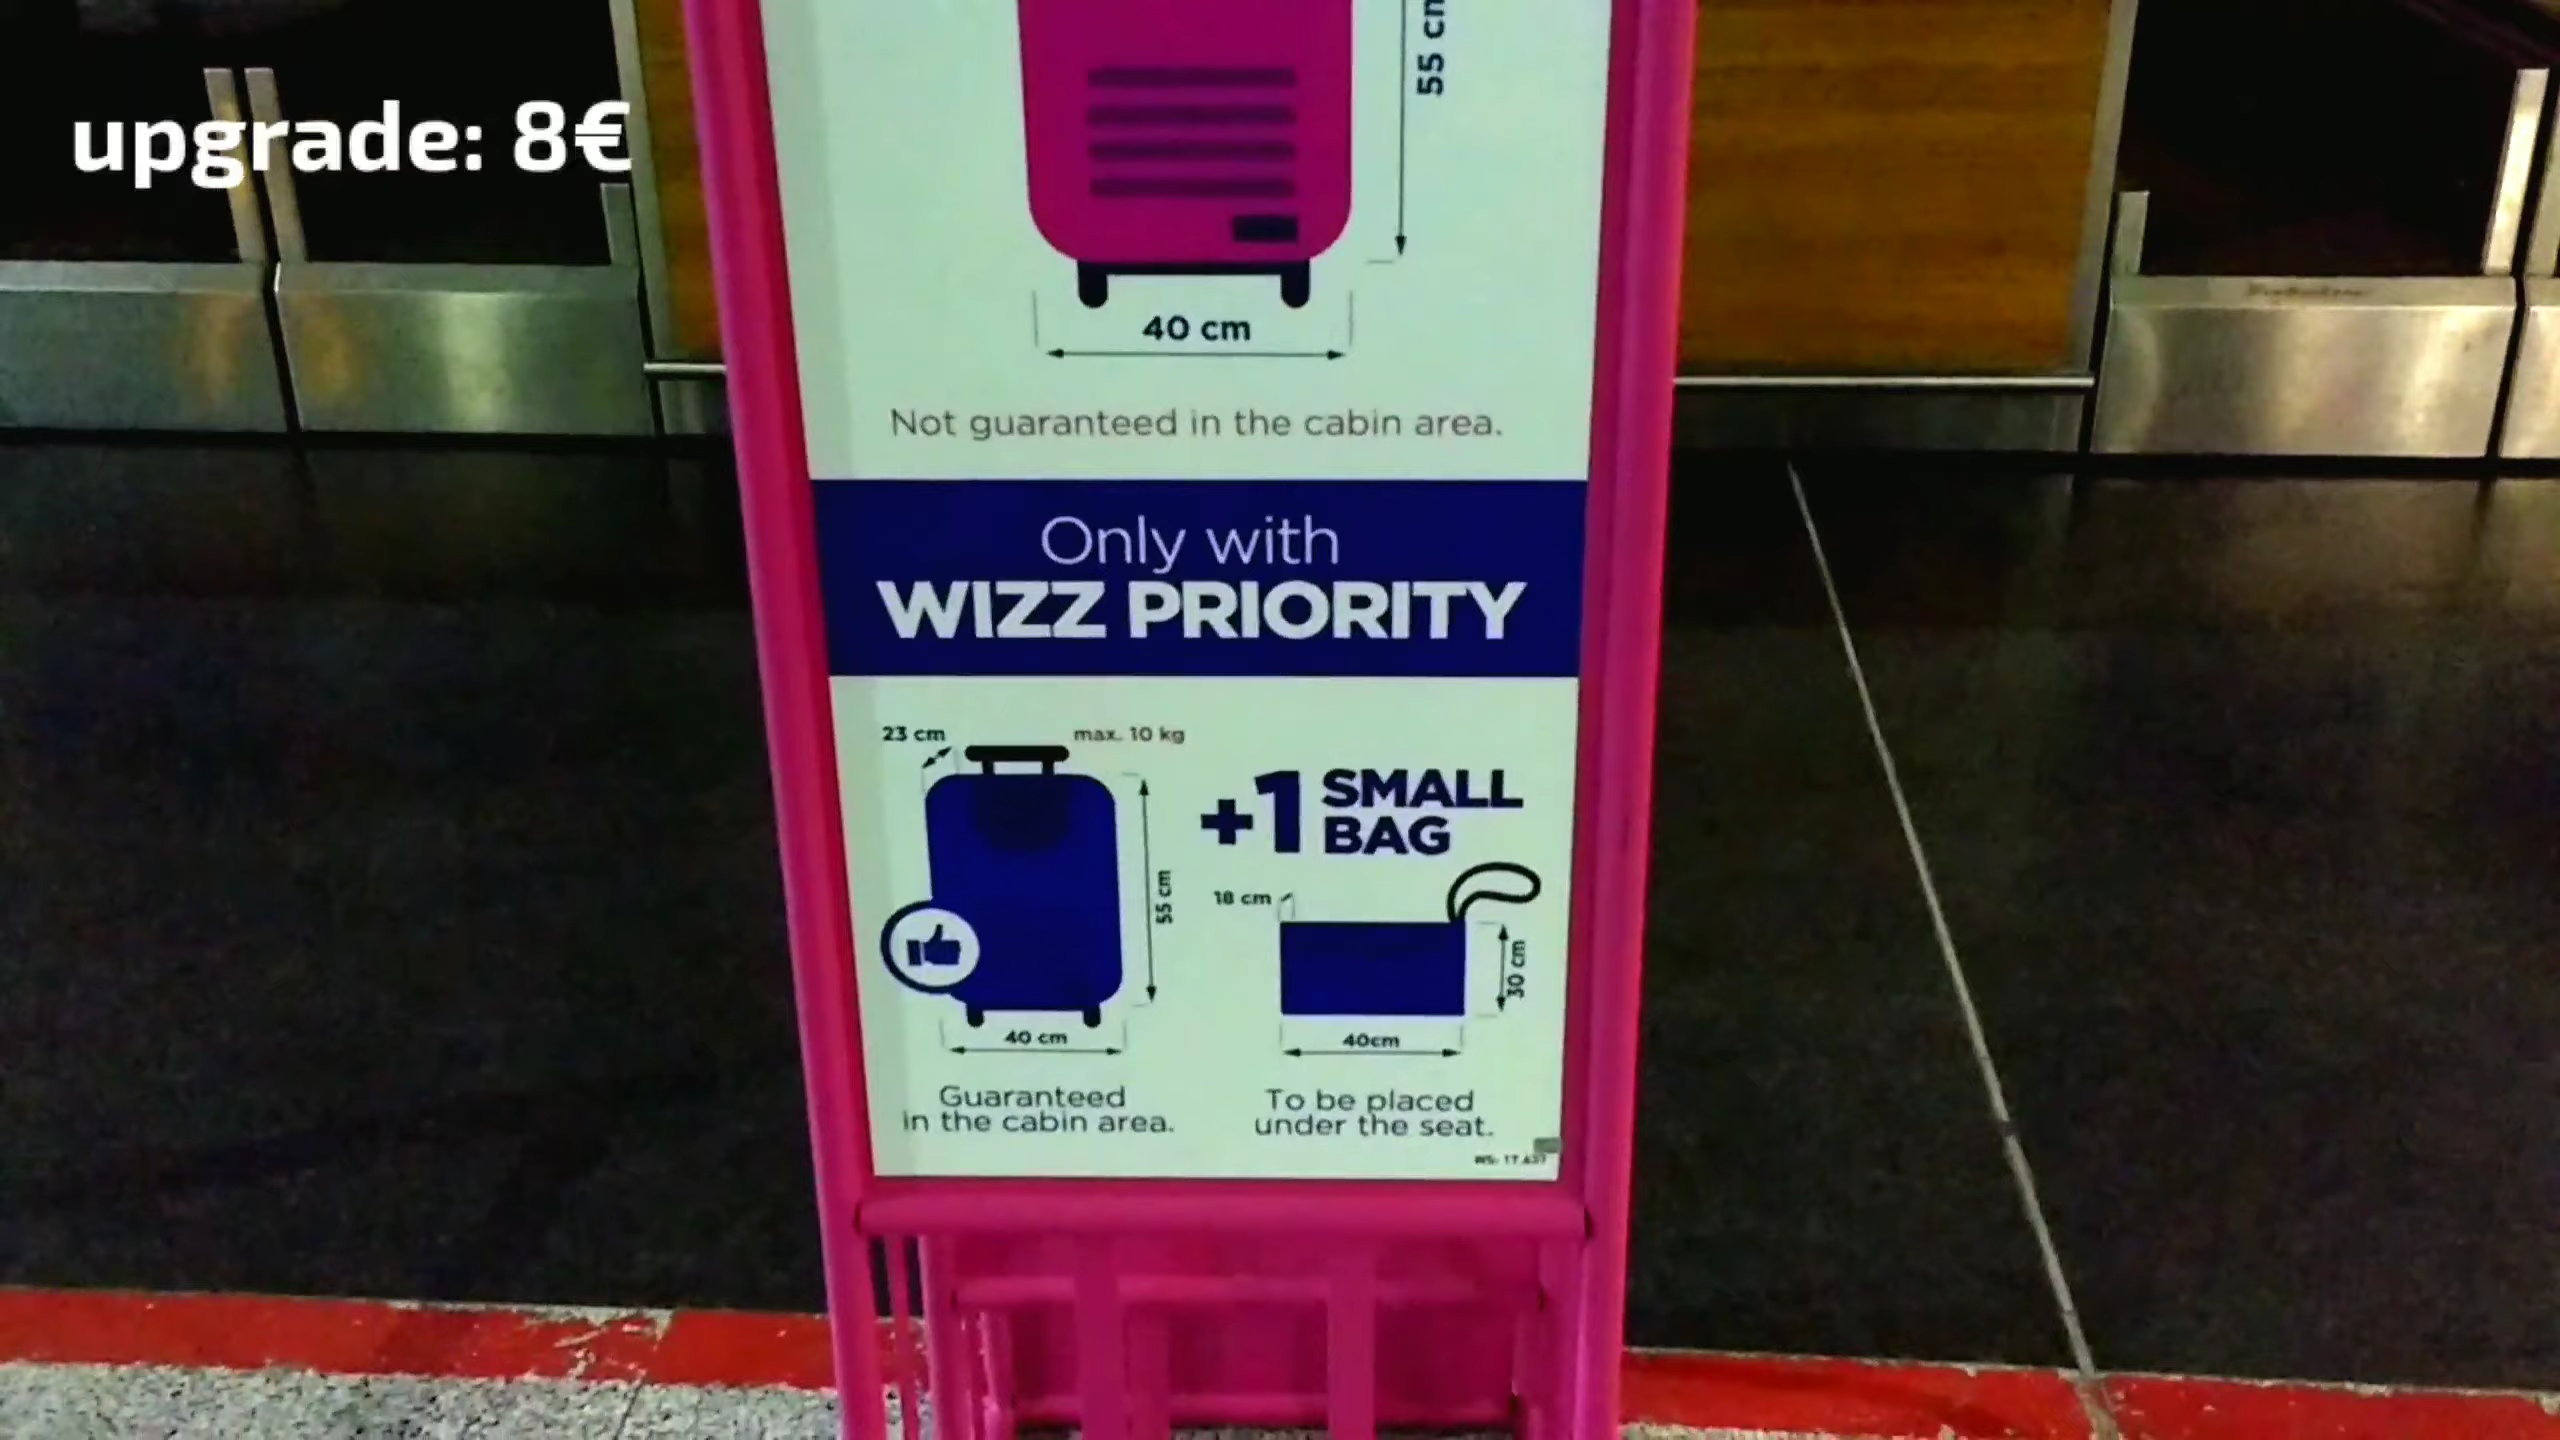 upgrade: 8€
55 cm
40 cm
Not guaranteed in the cabin area.
Only with
WIZZ PRIORITY
23 cm
max. 10 kg
55 cm
40 cm
Guaranteed
in the cabin area.
+1 SMALL
BAG
18 cm
30 cm
40cm
To be placed
under the seat.